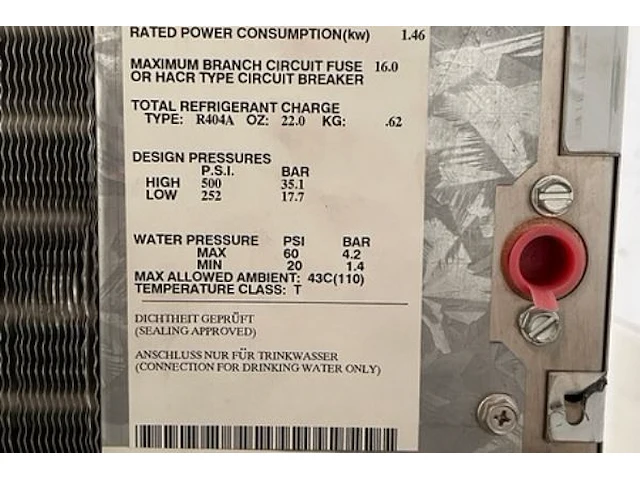 RATED POWER CONSUMPTION(kw) 1.46
MAXIMUM BRANCH CIRCUIT FUSE 16.0
OR HACR TYPE CIRCUIT BREAKER
TOTAL REFRIGERANT CHARGE
TYPE: R404A OZ: 22.0 KG: .62
DESIGN PRESSURES
P.S.I. BAR
HIGH 500 35.1
LOW 252 17.7
WATER PRESSURE PSI BAR
MAX 60 4.2
MIN 20 1.4
MAX ALLOWED AMBIENT: 43C(110)
TEMPERATURE CLASS: T
DICHTHEIT GEPRÜFT
(SEALING APPROVED)
ANSCHLUSS NUR FÜR TRINKWASSER
(CONNECTION FOR DRINKING WATER ONLY)